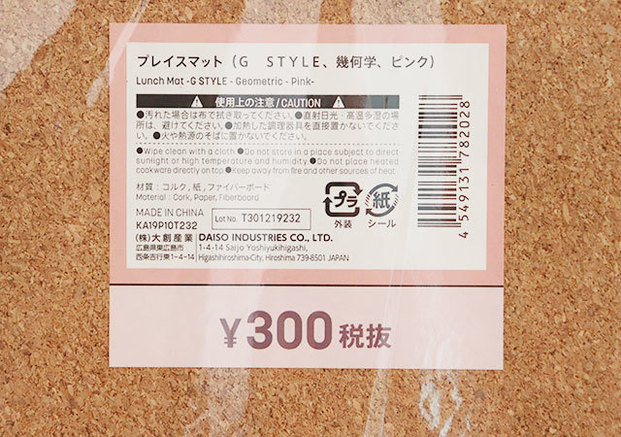 プレイスマット（G　STYLE、幾何学、ピンク）
Lunch Mat -G STYLE - Geometric - Pink-
使用上の注意/CAUTION
●汚れた場合は布で拭き取ってください。●直射日光・高温多湿の場
所は、避けてください。●加熱した調理器具を直接置かないでくださ
い。●火や熱源のそばに置かないでください。
●Wipe clean with a cloth ●Do not store in a place subject to direct
sunlight or high temperature and humidity ●Do not place heated
cookware directly on top ●Keep away from fire and other sources of heat.
材質：コルク,紙,ファイバーボード
Material : Cork, Paper, Fiberboard
プラ
外装
紙
シール
MADE IN CHINA
KA19P10T232
Lot No. T301219232
(株)大創産業
広島県東広島市
西条吉行東1-4-14
DAISO INDUSTRIES CO., LTD.
1-4-14 Saijo Yoshiyukihigashi,
Higashihiroshima-City, Hiroshima 739-8501 JAPAN
4 549131 782028
¥300税抜